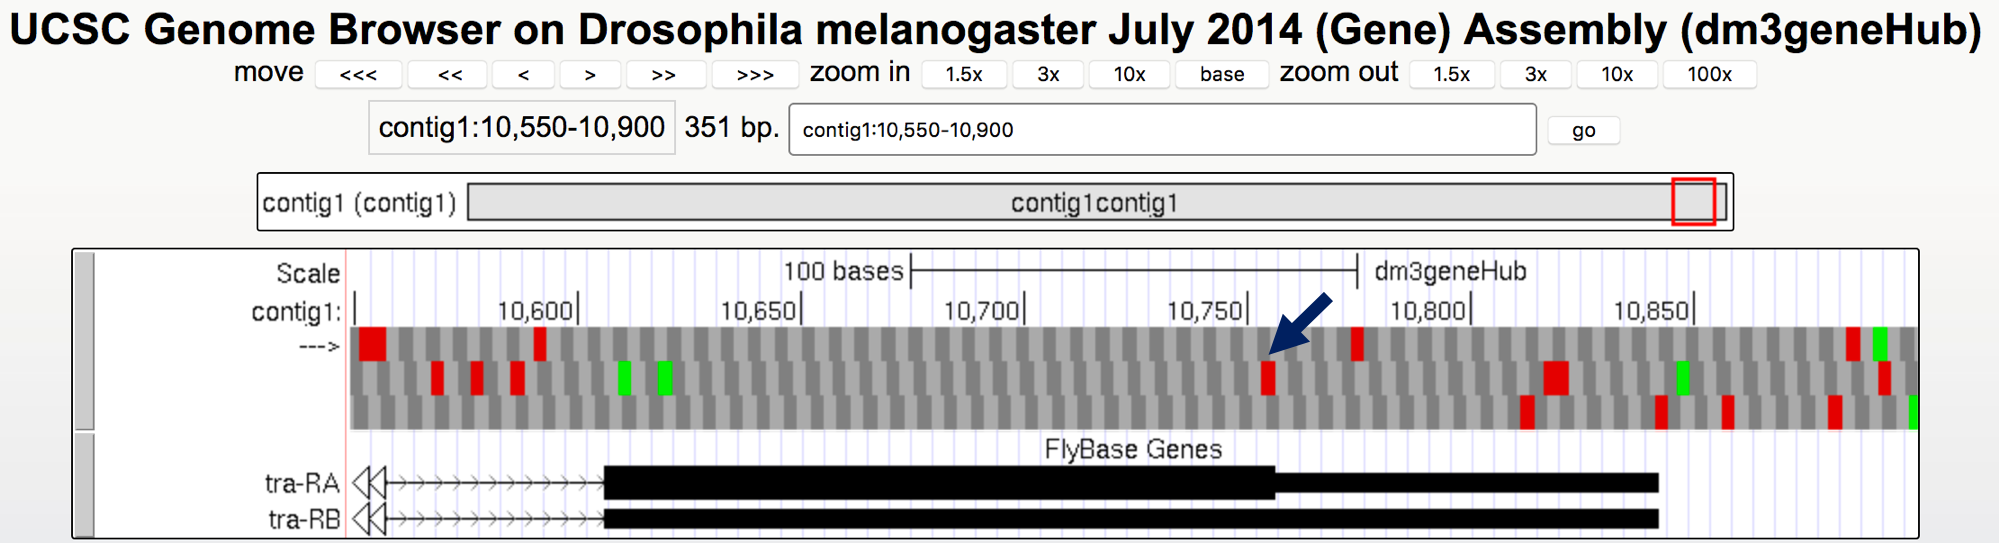 UCSC Genome Browser on Drosophila melanogaster July 2014 (Gene) Assembly (dm3geneHub)
move <<< << < > >> >>> zoom in 1.5x 3x 10x base zoom out 1.5x 3x 10x 100x
contig1:10,550-10,900 351 bp. contig1:10,550-10,900 go
contig1 (contig1) contig1contig1
Scale 100 bases dm3geneHub
contig1: 10,600 10,650 10,700 10,750 10,800 10,850
--->
FlyBase Genes
tra-RA
tra-RB